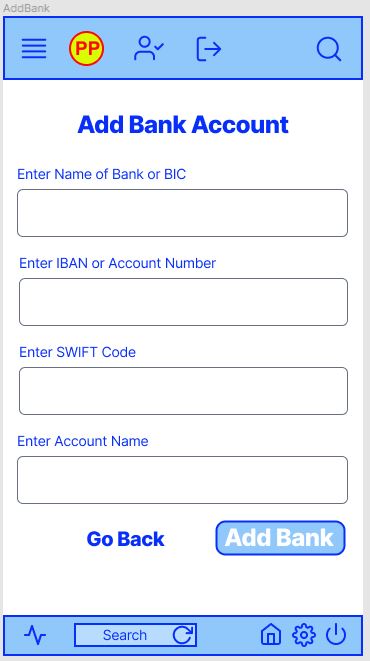 AddBank
PP
Add Bank Account
Enter Name of Bank or BIC
Enter IBAN or Account Number
Enter SWIFT Code
Enter Account Name
Go Back
Add Bank
Search